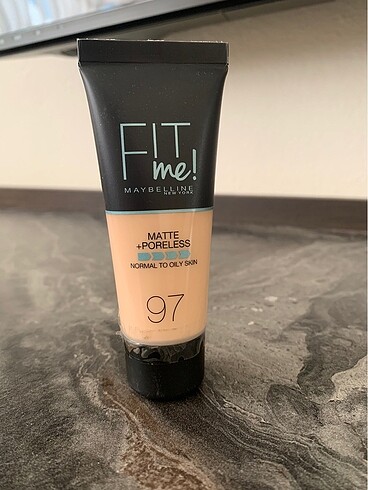 FIT
me!
MAYBELLINE
NEW YORK
MATTE
+PORELESS
NORMAL TO OILY SKIN
97